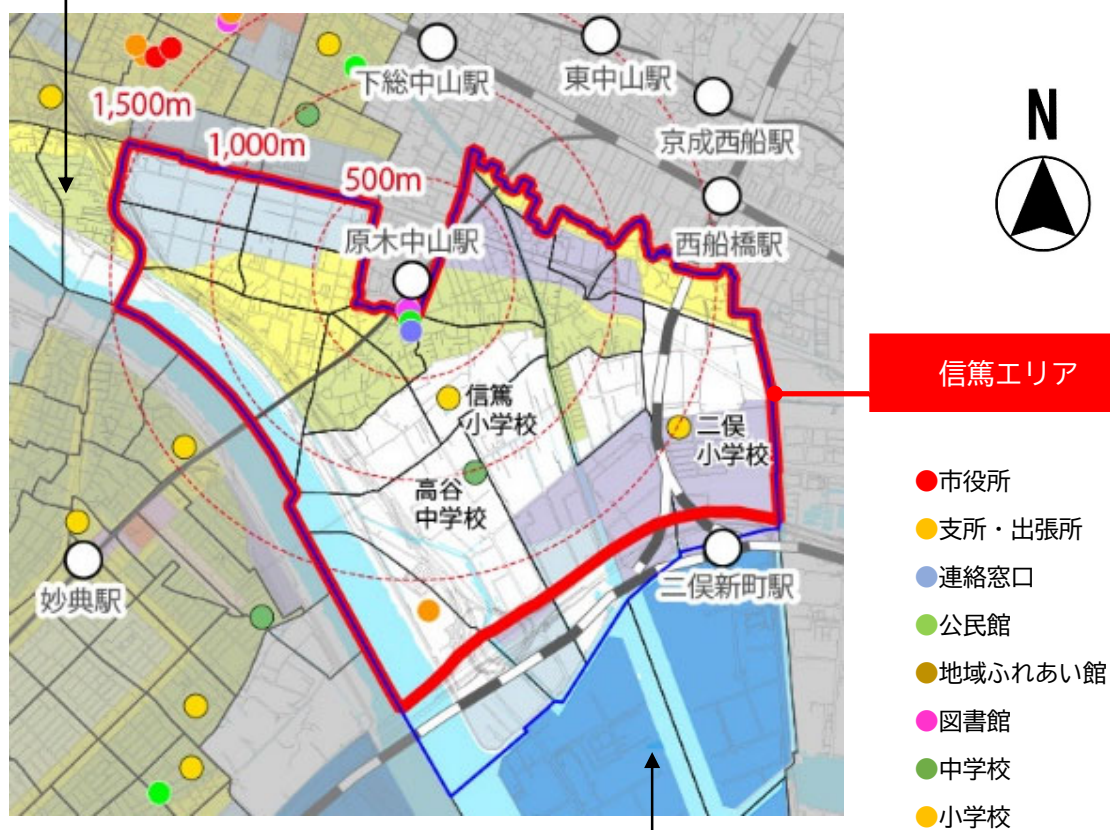 下総中山駅
東中山駅
1,500m
京成西船駅
1,000m
500m
原木中山駅
西船橋駅
N
信篤エリア
信篤
小学校
二俣
小学校
高谷
中学校
妙典駅
二俣新町駅
市役所
支所・出張所
連絡窓口
公民館
地域ふれあい館
図書館
中学校
小学校